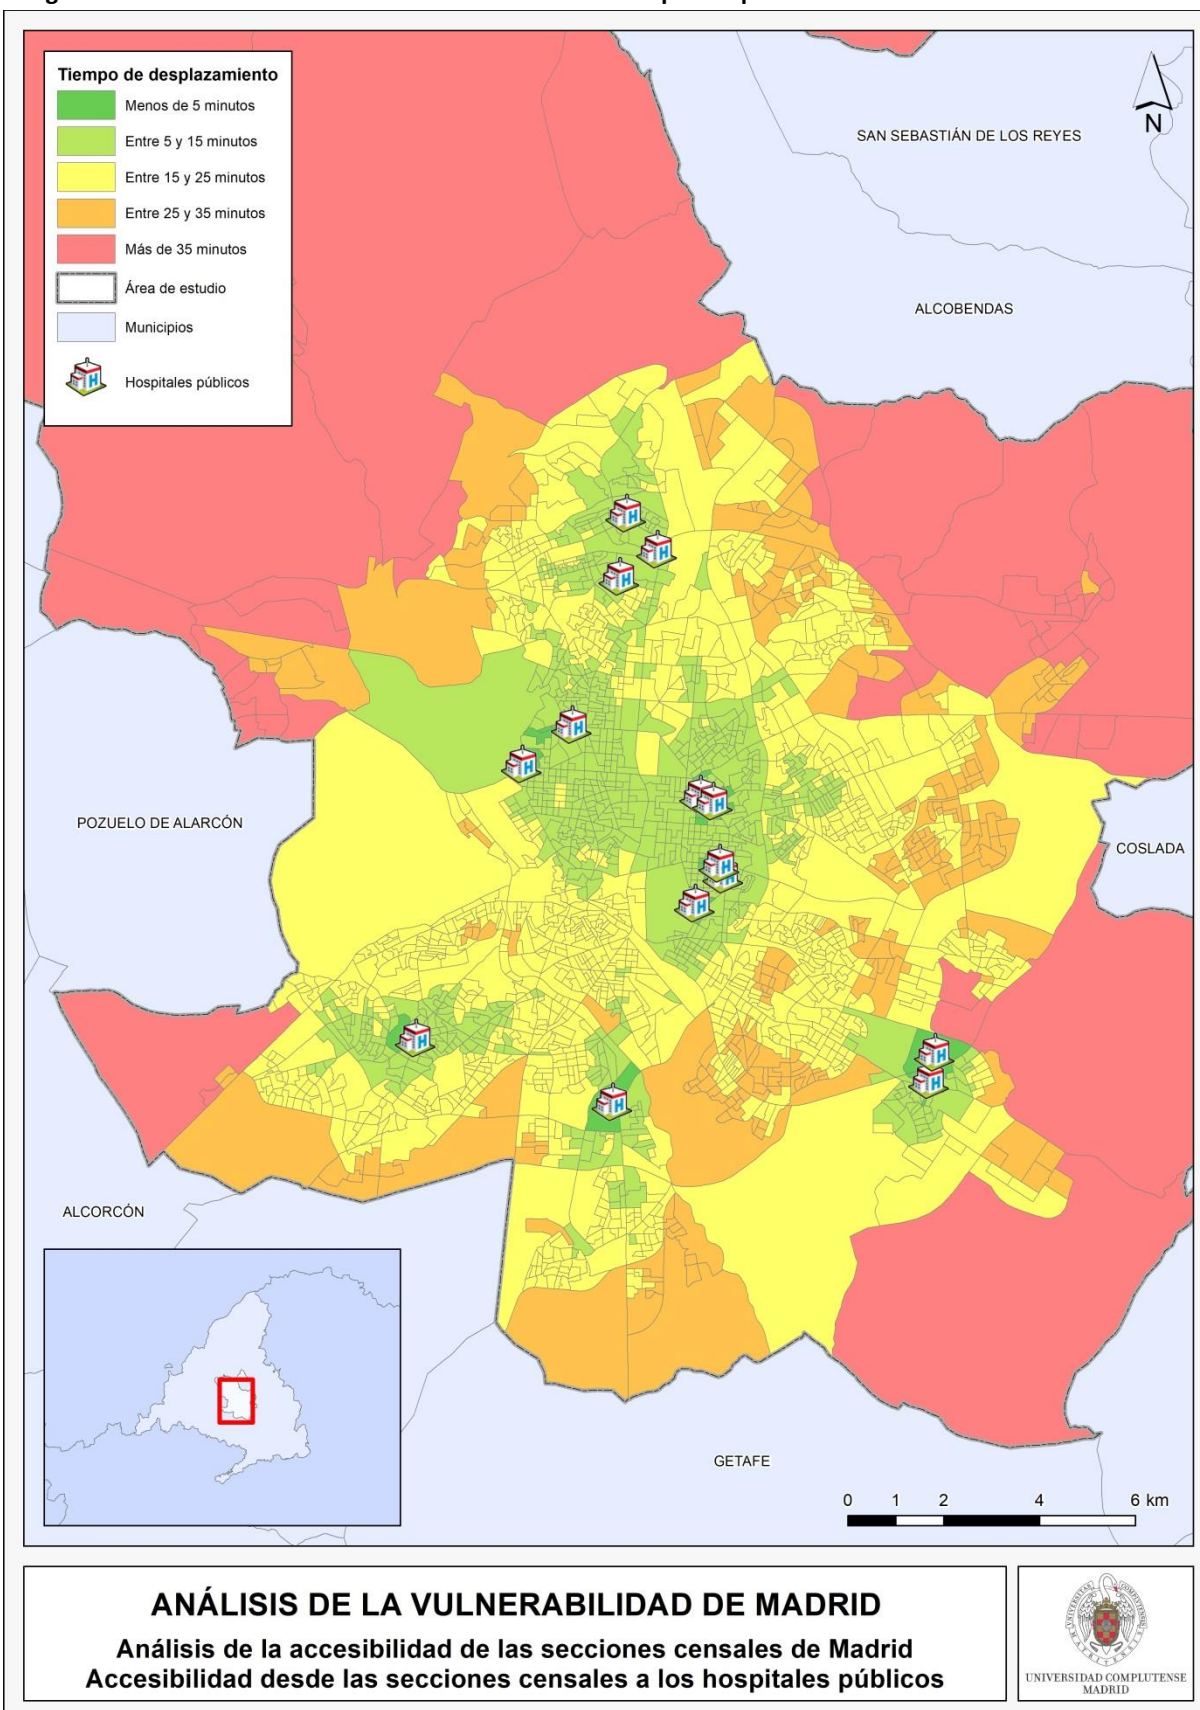 Tiempo de desplazamiento
Menos de 5 minutos
Entre 5 y 15 minutos
Entre 15 y 25 minutos
Entre 25 y 35 minutos
Más de 35 minutos
Área de estudio
Municipios
Hospitales públicos
N
SAN SEBASTIÁN DE LOS REYES
ALCOBENDAS
POZUELO DE ALARCÓN
COSLADA
ALCORCÓN
GETAFE
0 1 2 4 6 km
ANÁLISIS DE LA VULNERABILIDAD DE MADRID
Análisis de la accesibilidad de las secciones censales de Madrid
Accesibilidad desde las secciones censales a los hospitales públicos
UNIVERSIDAD COMPLUTENSE
MADRID